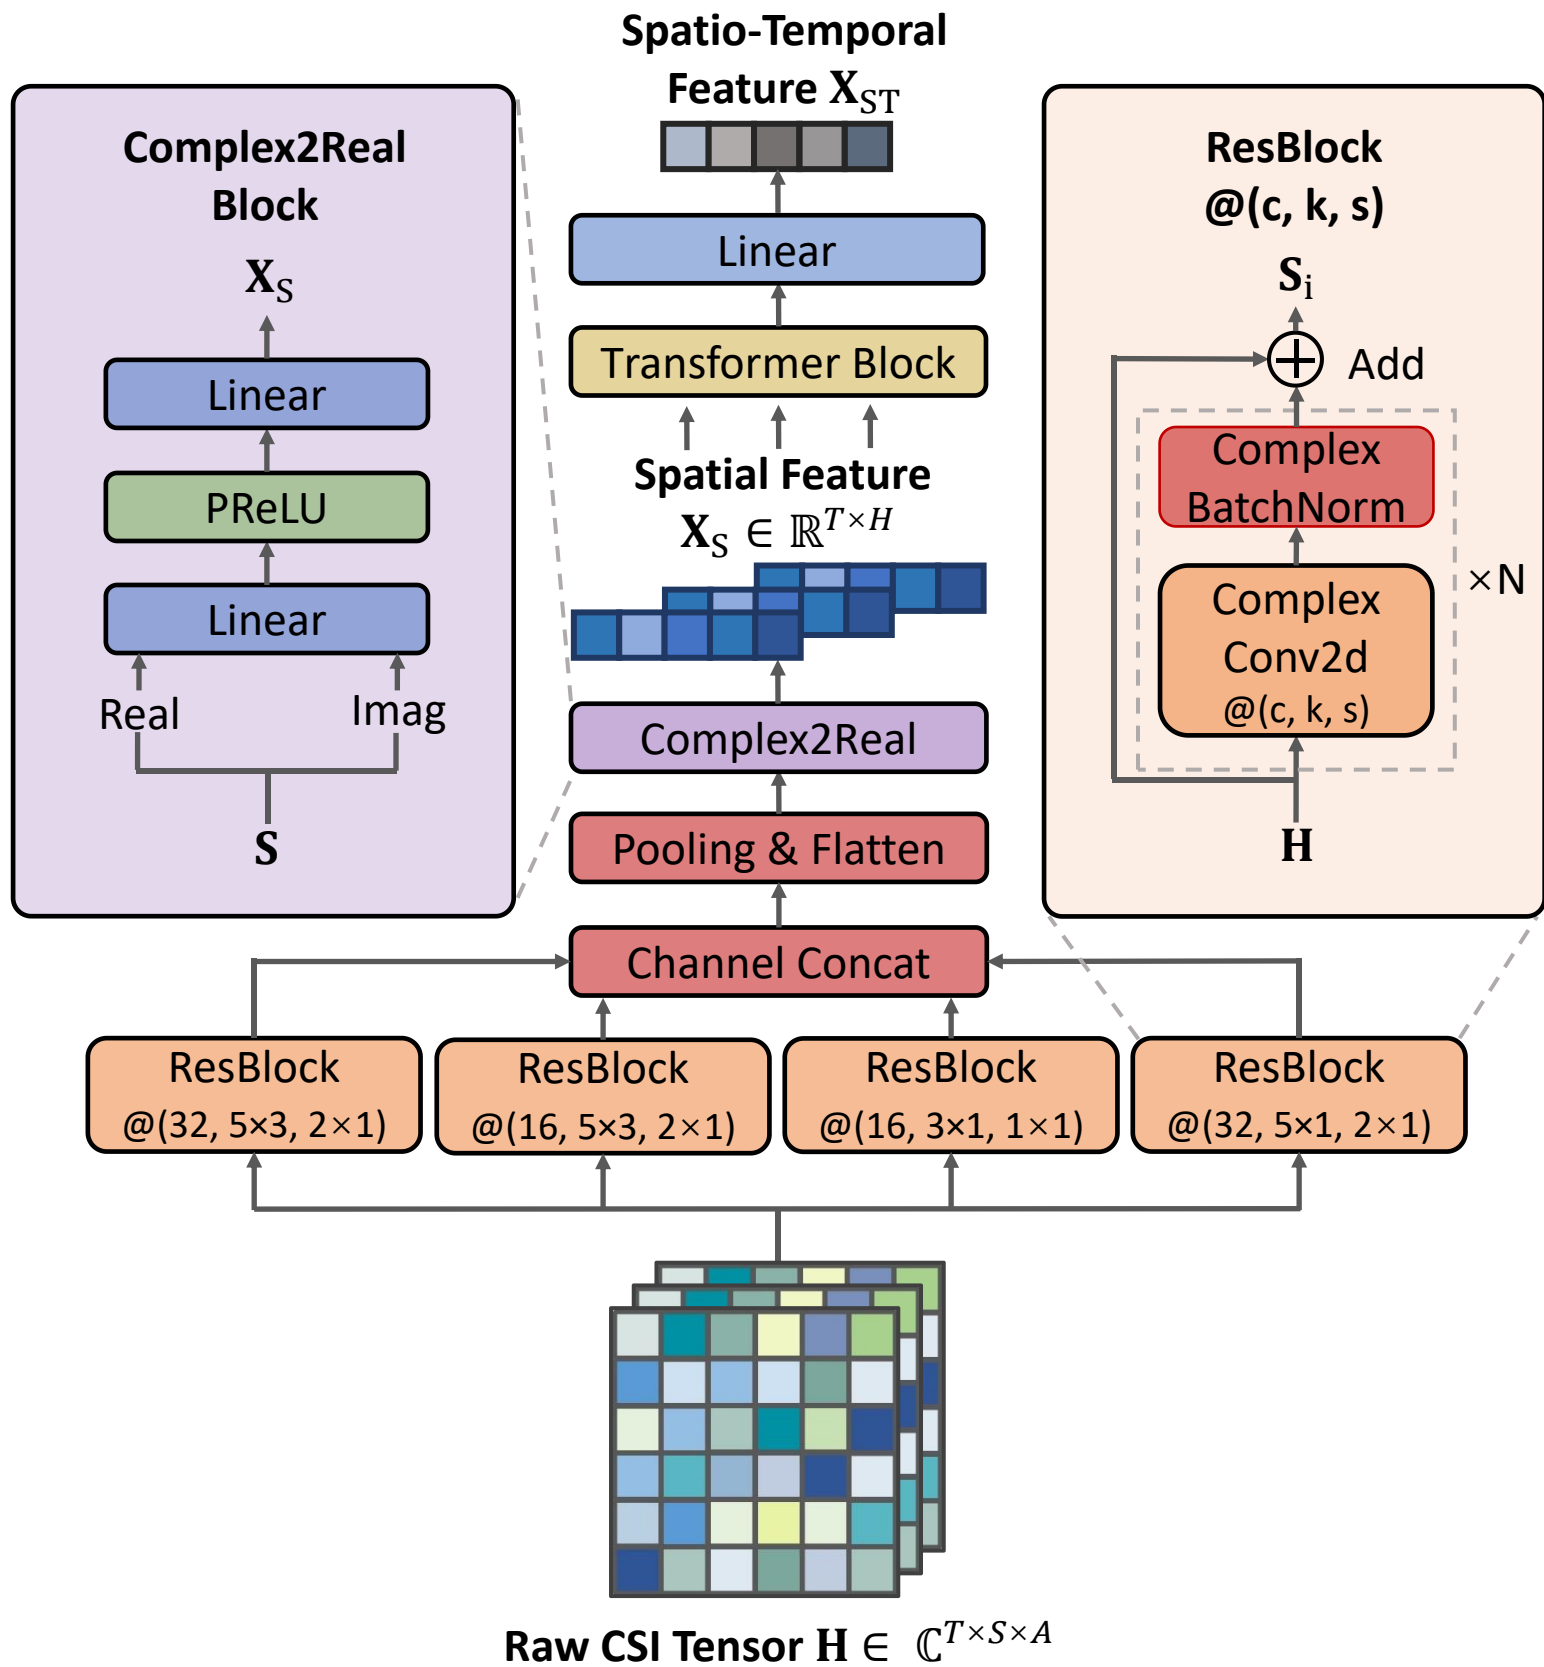 Spatio-Temporal
Feature X_ST
Linear
Transformer Block
Spatial Feature
X_S ∈ ℝ^{T×H}
Complex2Real
Pooling & Flatten
Channel Concat
Complex2Real
Block
X_S
Linear
PReLU
Linear
Real
Imag
S
ResBlock
@(c, k, s)
S_i
Add
Complex
BatchNorm
Complex
Conv2d
@(c, k, s)
×N
H
ResBlock
@(32, 5×3, 2×1)
ResBlock
@(16, 5×3, 2×1)
ResBlock
@(16, 3×1, 1×1)
ResBlock
@(32, 5×1, 2×1)
Raw CSI Tensor H ∈ ℂ^{T×S×A}